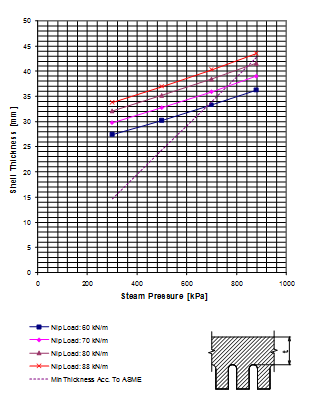 50
45
40
35
30
25
20
15
10
5
0
Shell Thickness [mm]
0
200
400
600
800
1000
Steam Pressure [kPa]
Nip Load: 60 kN/m
Nip Load: 70 kN/m
Nip Load: 80 kN/m
Nip Load: 88 kN/m
Min Thickness Acc. To ASME